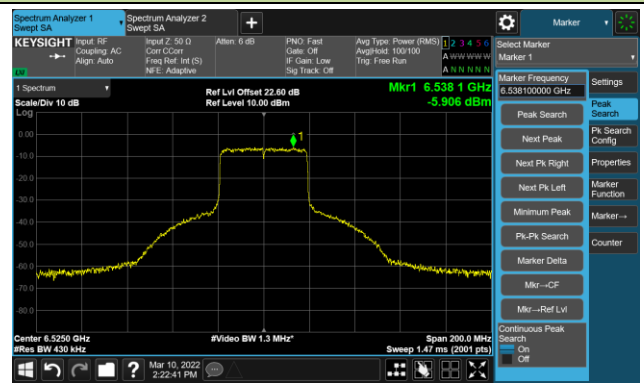 Spectrum Analyzer 1
Swept SA
Spectrum Analyzer 2
Swept SA
+
Marker
KEYSIGHT
Input: RF
Coupling: AC
Align: Auto
Input Z: 50 Ω
Corr CCorr
Freq Ref: Int (S)
NFE: Adaptive
Atten: 6 dB
PNO: Fast
Gate: Off
IF Gain: Low
Sig Track: Off
Avg Type: Power (RMS)
Avg|Hold: 100/100
Trig: Free Run
1 2 3 4 5 6
A W W W W W
A N N N N N
LW
Select Marker
Marker 1
1 Spectrum
Scale/Div 10 dB
Log
Ref Lvl Offset 22.60 dB
Ref Level 10.00 dBm
Mkr1 6.538 1 GHz
-5.906 dBm
1
0.00
-10.0
-20.0
-30.0
-40.0
-50.0
-60.0
-70.0
-80.0
Center 6.5250 GHz
#Res BW 430 kHz
#Video BW 1.3 MHz*
Span 200.0 MHz
Sweep 1.47 ms (2001 pts)
Marker Frequency
6.538100000 GHz
Peak Search
Next Peak
Next Pk Right
Next Pk Left
Minimum Peak
Pk-Pk Search
Marker Delta
Mkr→CF
Mkr→Ref Lvl
Continuous Peak
Search
On
Off
Settings
Peak
Search
Pk Search
Config
Properties
Marker
Function
Marker→
Counter
?
Mar 10, 2022
2:22:41 PM